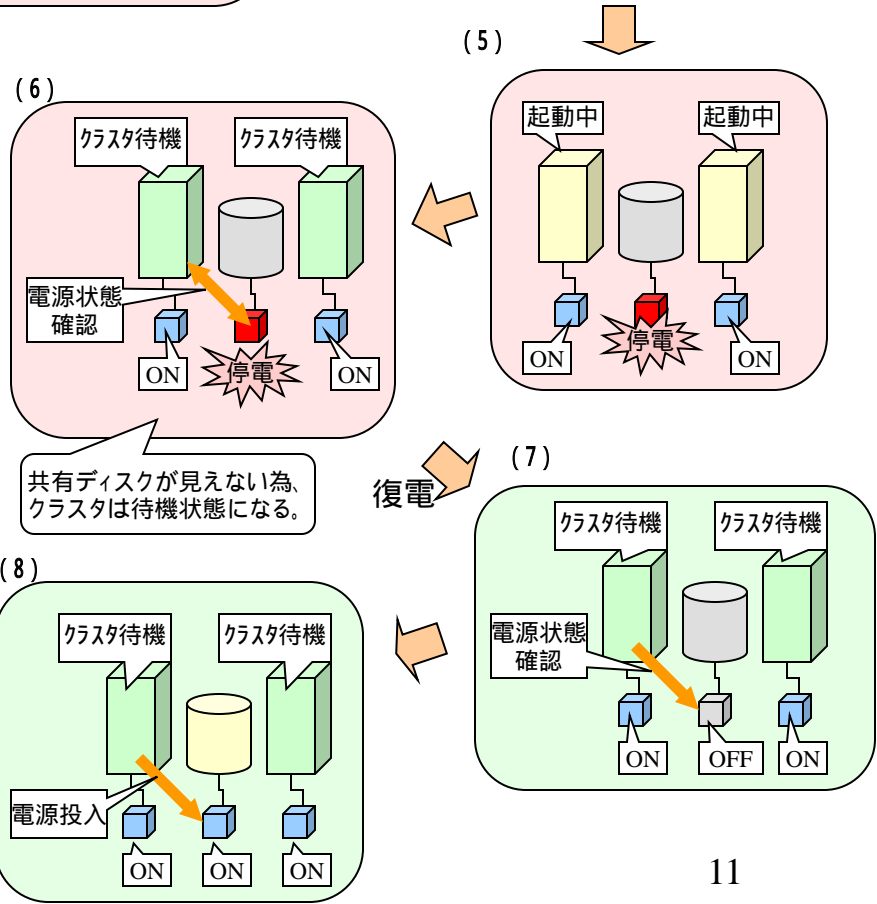 (5)
起動中
起動中
ON
停電
ON
(6)
クラスタ待機
クラスタ待機
電源状態
確認
ON
停電
ON
共有ディスクが見えない為、
クラスタは待機状態になる。
復電
(7)
クラスタ待機
クラスタ待機
電源状態
確認
ON
OFF
ON
(8)
クラスタ待機
クラスタ待機
電源投入
ON
ON
ON
11